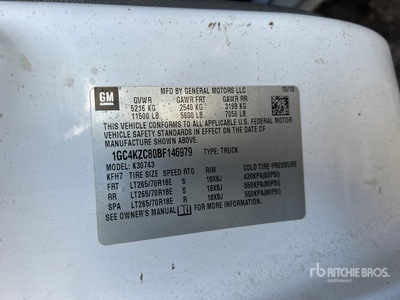 GM
MFD BY GENERAL MOTORS LLC 10/10
GVWR GAWR FRT GAWR RR
5216 KG 2540 KG 3198 KG
11500 LB 5600 LB 7050 LB
THIS VEHICLE CONFORMS TO ALL APPLICABLE U.S. FEDERAL MOTOR
VEHICLE SAFETY STANDARDS IN EFFECT ON THE DATE OF
MANUFACTURE SHOWN ABOVE.
1GC4KZC80BF146979 TYPE: TRUCK
MODEL: K30743
KFH7 TIRE SIZE SPEED RTG RIM COLD TIRE PRESSURE
FRT LT265/70R18E S 18X8J 420KPA(60PSI)
RR LT265/70R18E S 18X8J 550KPA(80PSI)
SPA LT265/70R18E R 18X8J 550KPA(80PSI)
SEE OWNER'S MANUAL FOR MORE INFORMATION
rb RITCHIE BROS.